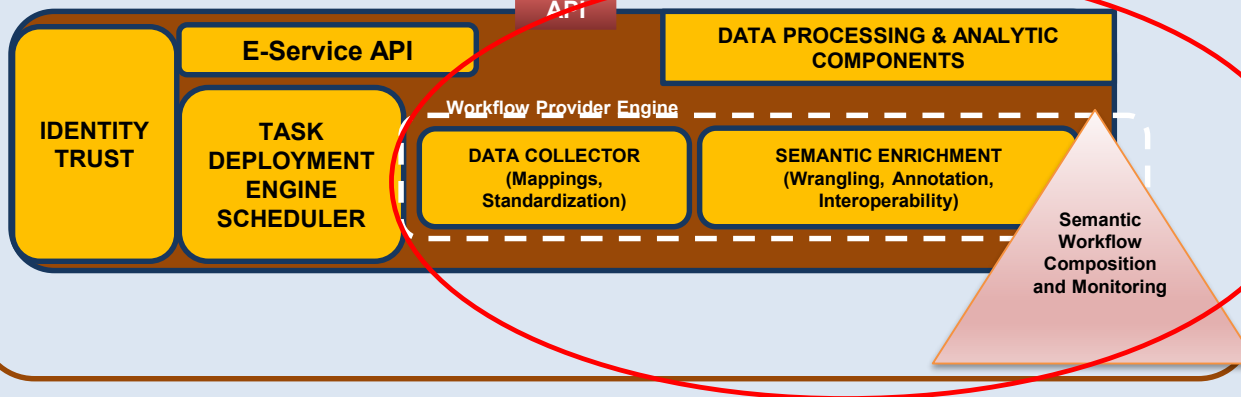 API
E-Service API
DATA PROCESSING & ANALYTIC
COMPONENTS
IDENTITY
TRUST
TASK
DEPLOYMENT
ENGINE
SCHEDULER
Workflow Provider Engine
DATA COLLECTOR
(Mappings,
Standardization)
SEMANTIC ENRICHMENT
(Wrangling, Annotation,
Interoperability)
Semantic
Workflow
Composition
and Monitoring